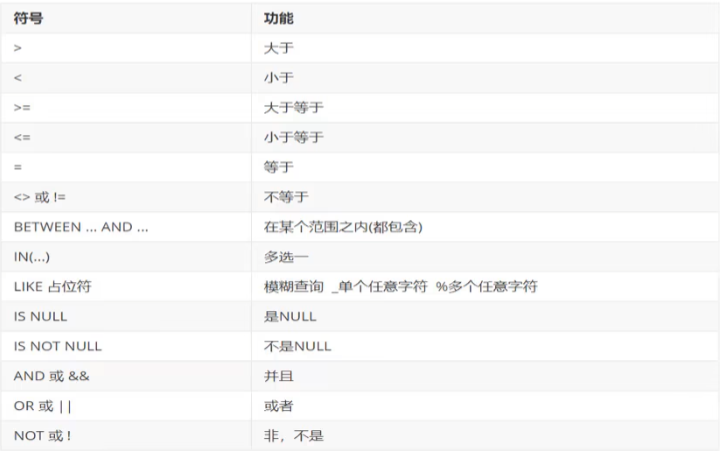 符号 功能
> 大于
< 小于
>= 大于等于
<= 小于等于
= 等于
<> 或 != 不等于
BETWEEN ... AND ... 在某个范围之内(都包含)
IN(...) 多选一
LIKE 占位符 模糊查询 _单个任意字符 %多个任意字符
IS NULL 是NULL
IS NOT NULL 不是NULL
AND 或 && 并且
OR 或 || 或者
NOT 或 ! 非，不是